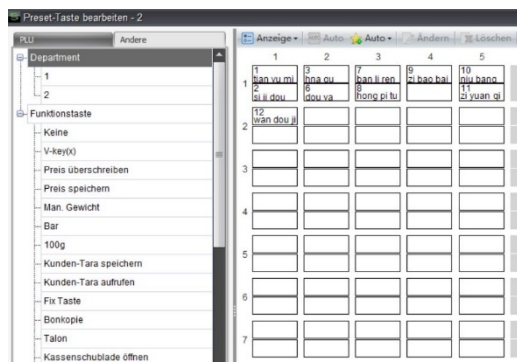 Preset-Taste bearbeiten - 2
PLU Andere
Anzeige Auto Auto Ändern Löschen
Department
1
2
Funktionstaste
Keine
V-key(x)
Preis überschreiben
Preis speichern
Man. Gewicht
Bar
100g
Kunden-Tara speichern
Kunden-Tara aufrufen
Fix Taste
Bonkopie
Talon
Kassenschublade öffnen
1 2 3 4 5
1
1 3 7 9 10
tian yu mi hna gu ban li ren zi bao bai niu bang
2 6 8 11
si ji dou dou ya hong pi tu zi yuan qi
2
12
wan dou ji
3
4
5
6
7